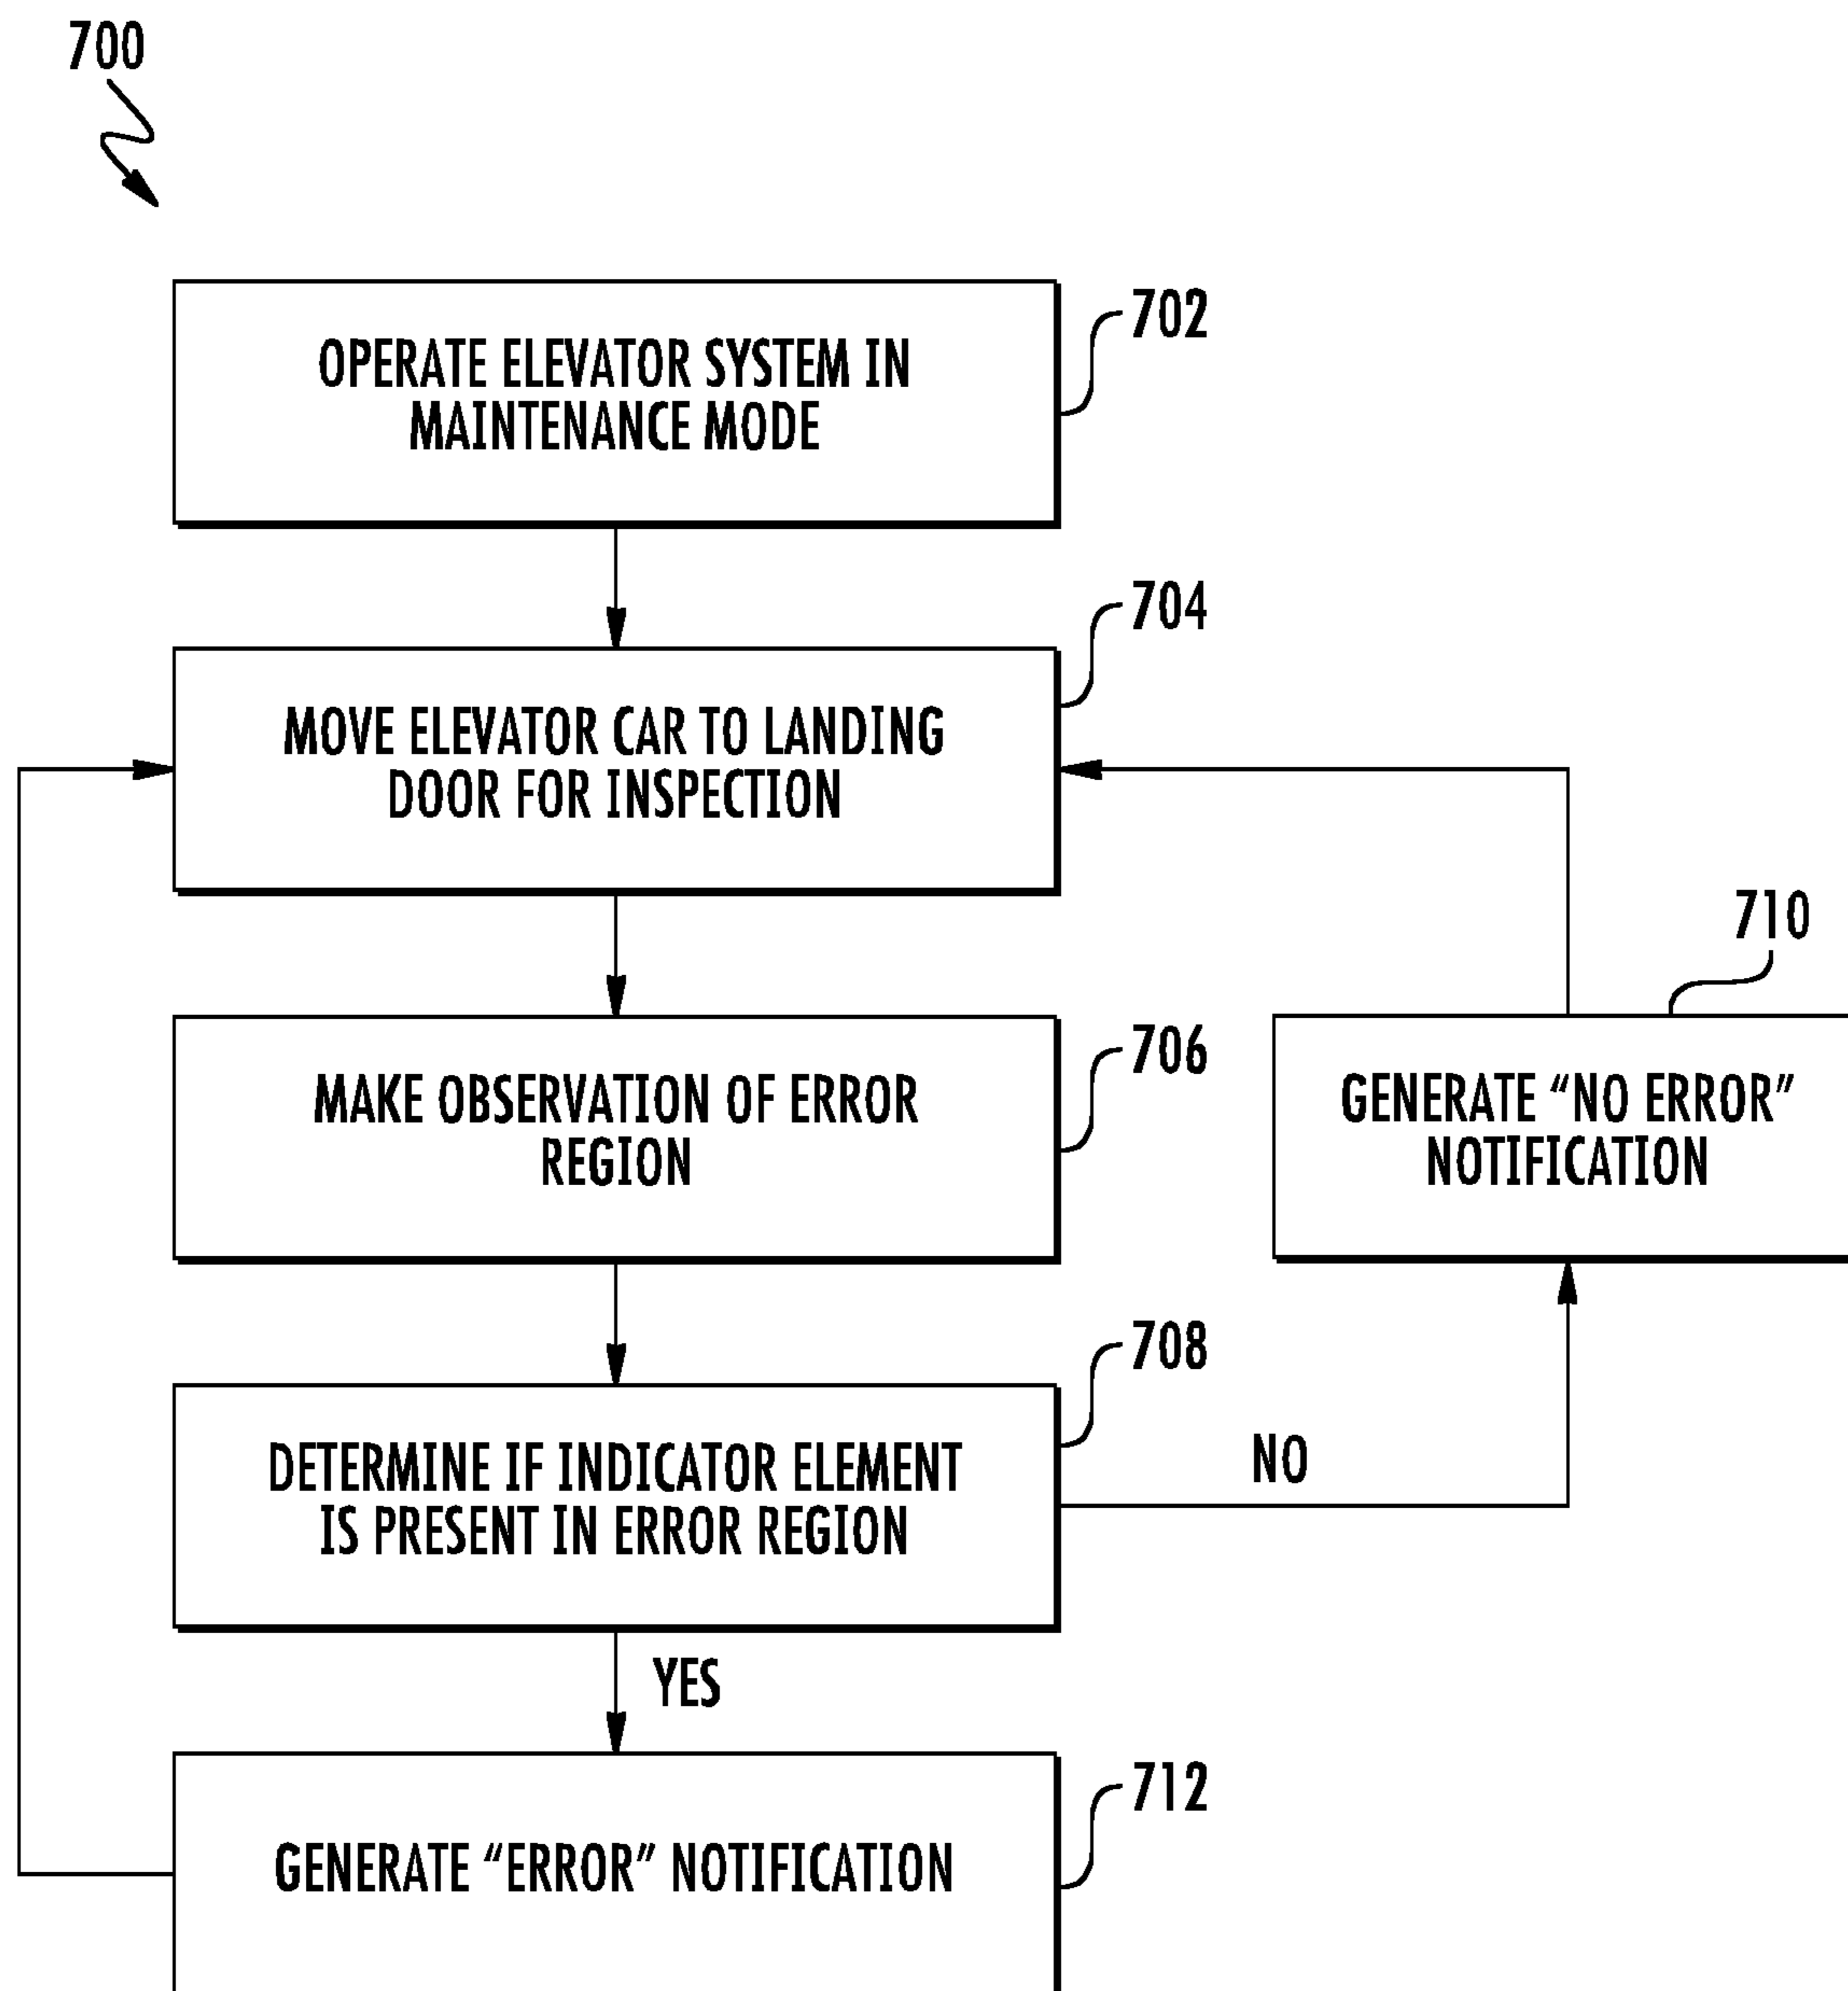 700
702
OPERATE ELEVATOR SYSTEM IN
MAINTENANCE MODE
704
MOVE ELEVATOR CAR TO LANDING
DOOR FOR INSPECTION
706
MAKE OBSERVATION OF ERROR
REGION
710
GENERATE “NO ERROR”
NOTIFICATION
708
DETERMINE IF INDICATOR ELEMENT
IS PRESENT IN ERROR REGION
NO
YES
712
GENERATE “ERROR” NOTIFICATION